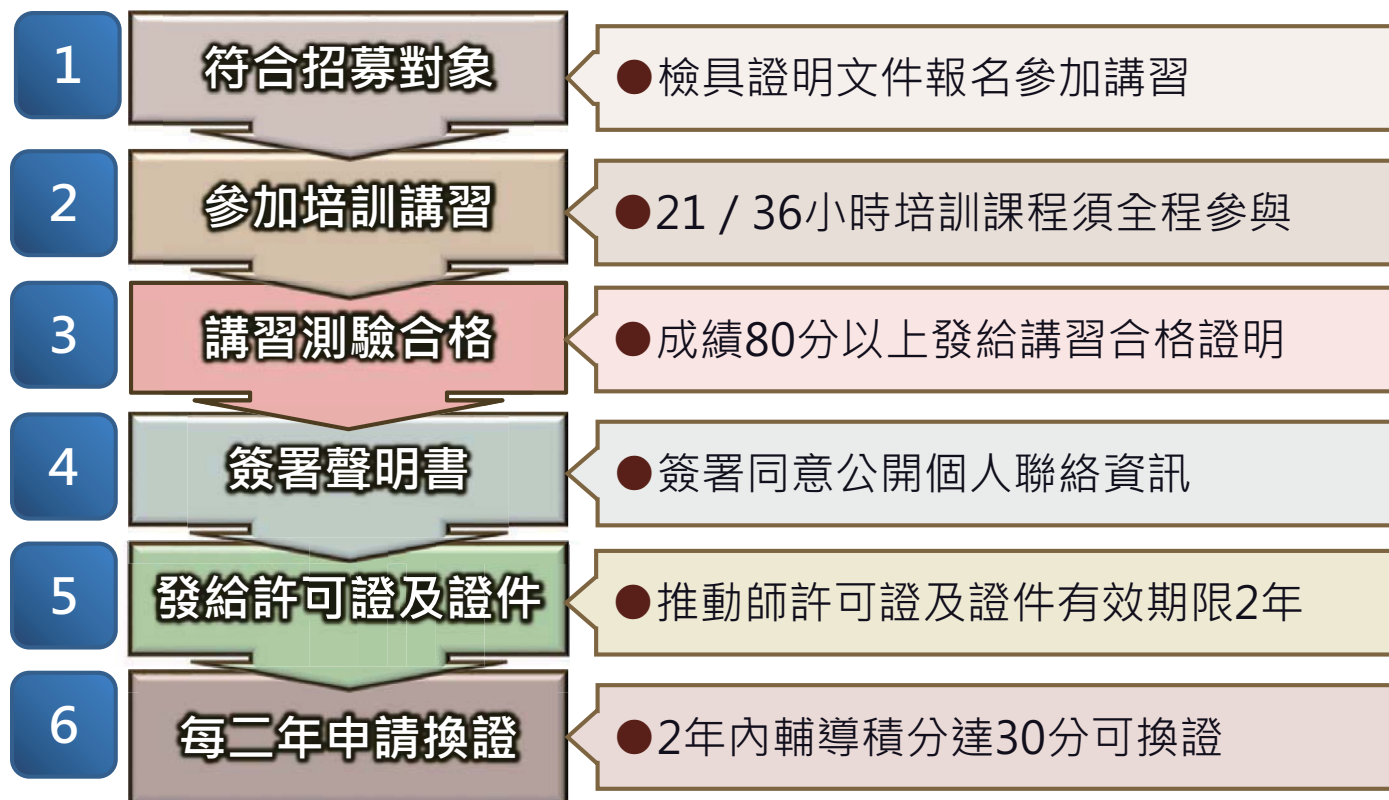 1
符合招募對象
●檢具證明文件報名參加講習
2
參加培訓講習
●21 / 36小時培訓課程須全程參與
3
講習測驗合格
●成績80分以上發給講習合格證明
4
簽署聲明書
●簽署同意公開個人聯絡資訊
5
發給許可證及證件
●推動師許可證及證件有效期限2年
6
每二年申請換證
●2年內輔導積分達30分可換證